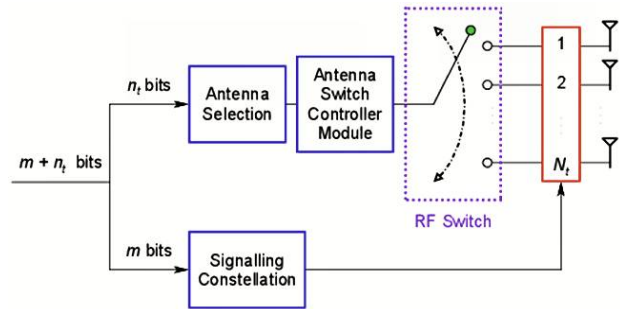 n_t bits
Antenna
Selection
Antenna
Switch
Controller
Module
1
2
N_t
RF Switch
m + n_t bits
m bits
Signalling
Constellation